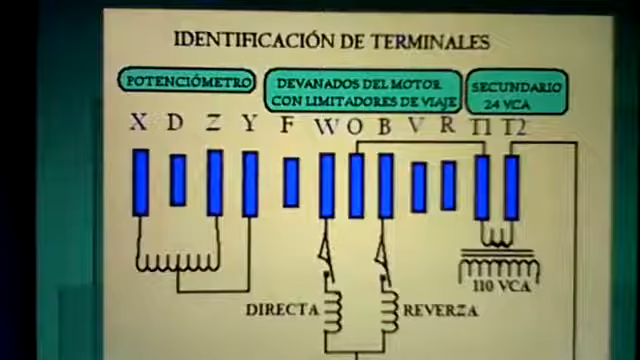 IDENTIFICACIÓN DE TERMINALES
POTENCIÓMETRO
DEVANADOS DEL MOTOR
CON LIMITADORES DE VIAJE
SECUNDARIO
24 VCA
X D Z Y F W O B V R T1 T2
110 VCA
DIRECTA
REVERZA